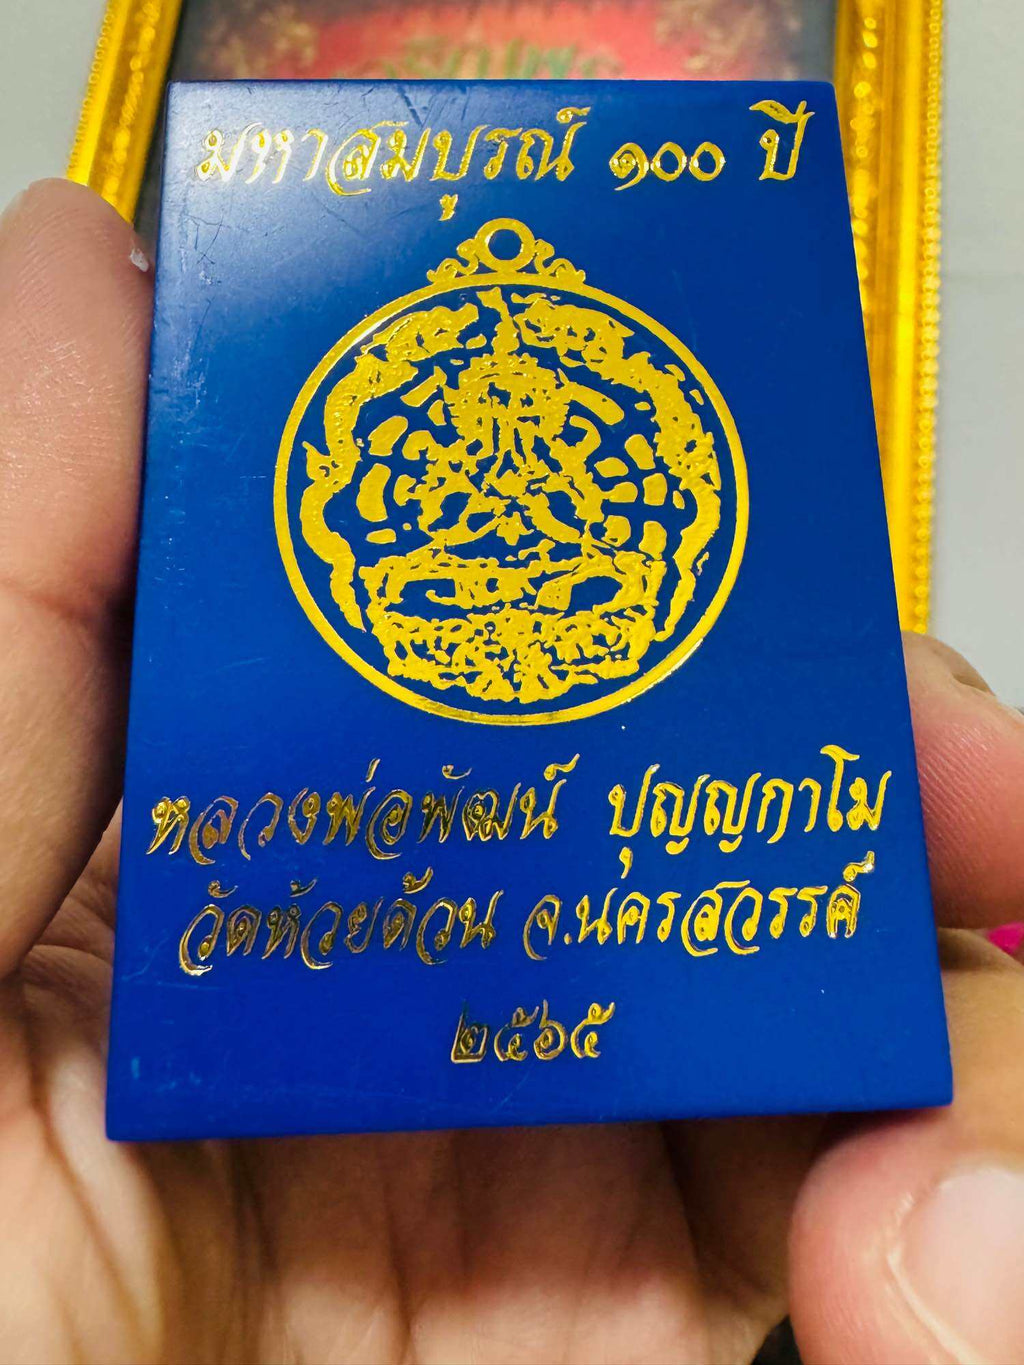 มหาสมบูรณ์ ๑๐๐ ปี
หลวงพ่อพัฒน์ ปุญญกาโม
วัดห้วยด้วน จ.นครสวรรค์
๒๕๖๕